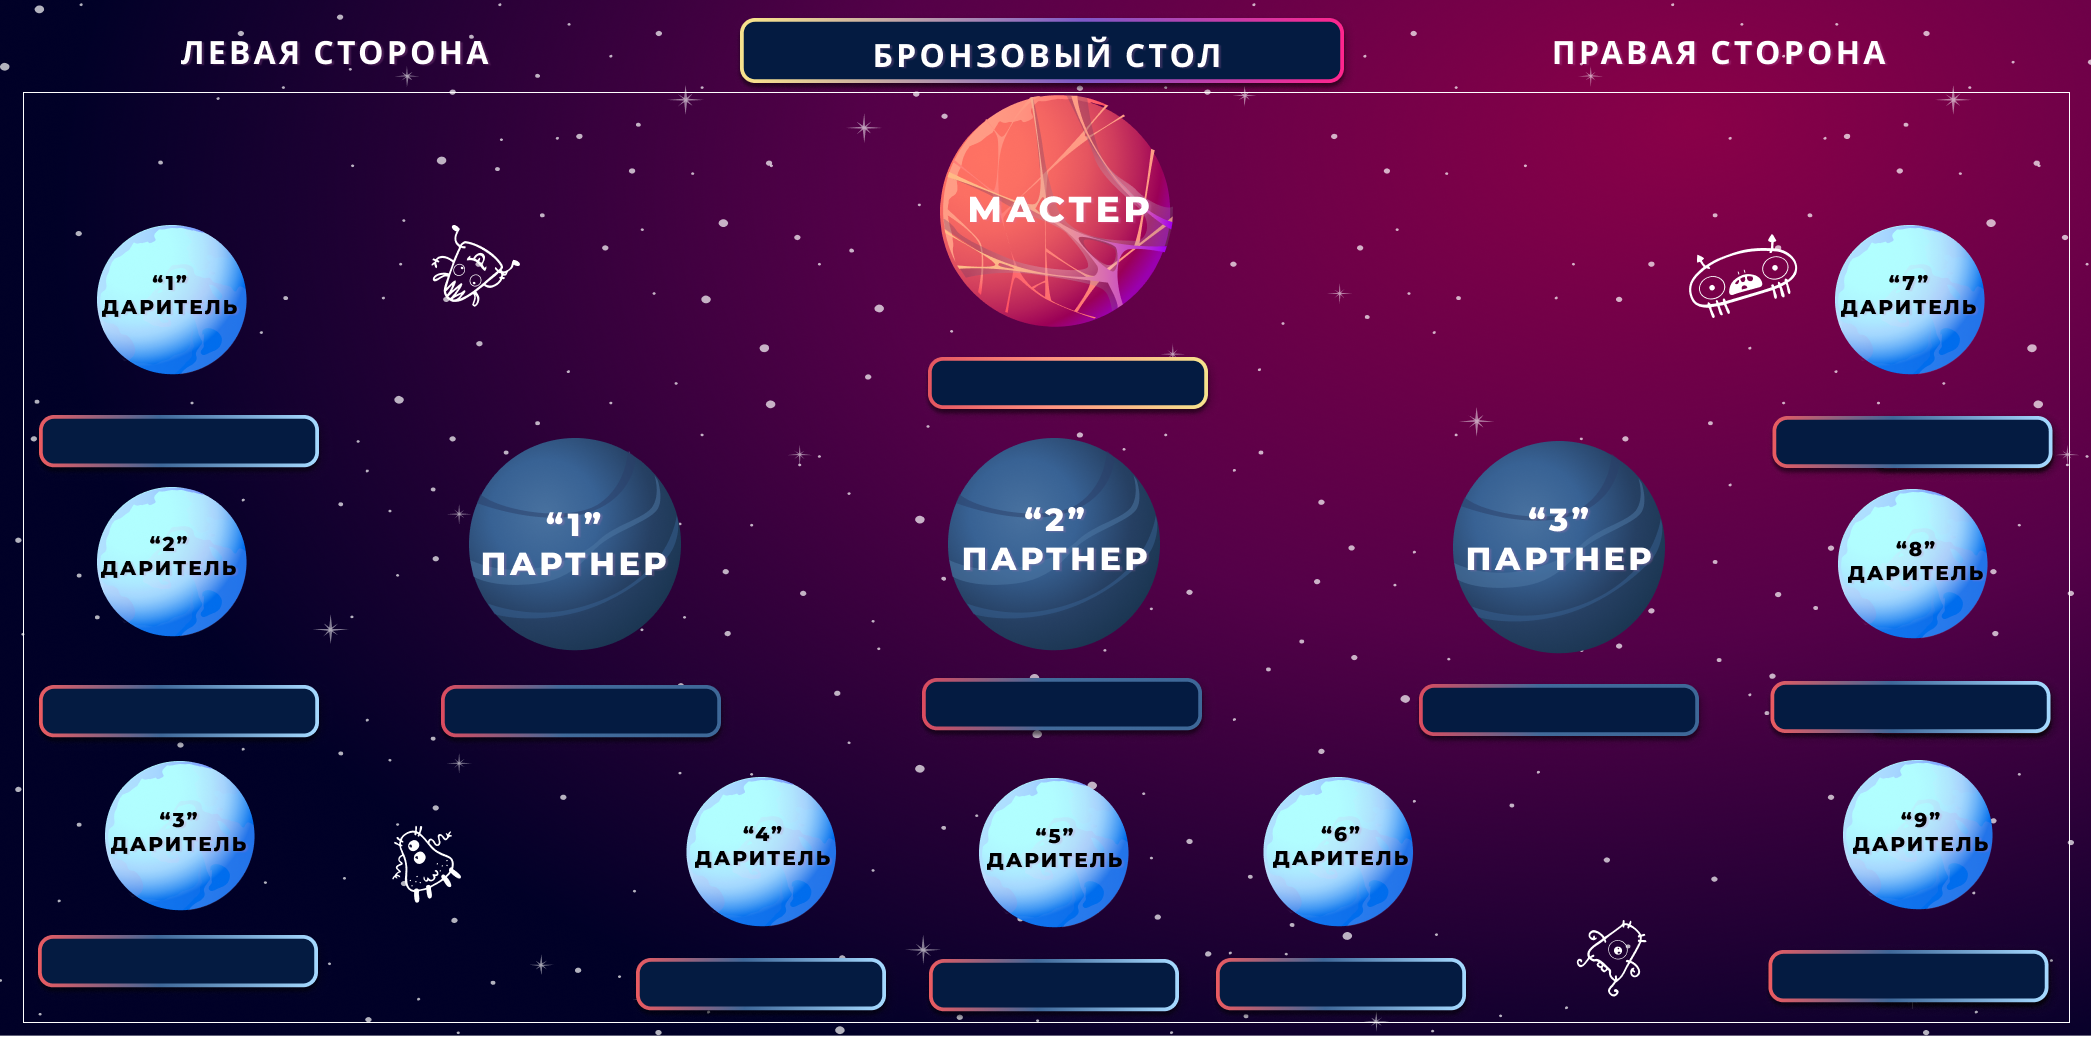 ЛЕВАЯ СТОРОНА
БРОНЗОВЫЙ СТОЛ
ПРАВАЯ СТОРОНА
МАСТЕР
“1”
ДАРИТЕЛЬ
“7”
ДАРИТЕЛЬ
“2”
ДАРИТЕЛЬ
“1”
ПАРТНЕР
“2”
ПАРТНЕР
“3”
ПАРТНЕР
“8”
ДАРИТЕЛЬ
“3”
ДАРИТЕЛЬ
“4”
ДАРИТЕЛЬ
“5”
ДАРИТЕЛЬ
“6”
ДАРИТЕЛЬ
“9”
ДАРИТЕЛЬ